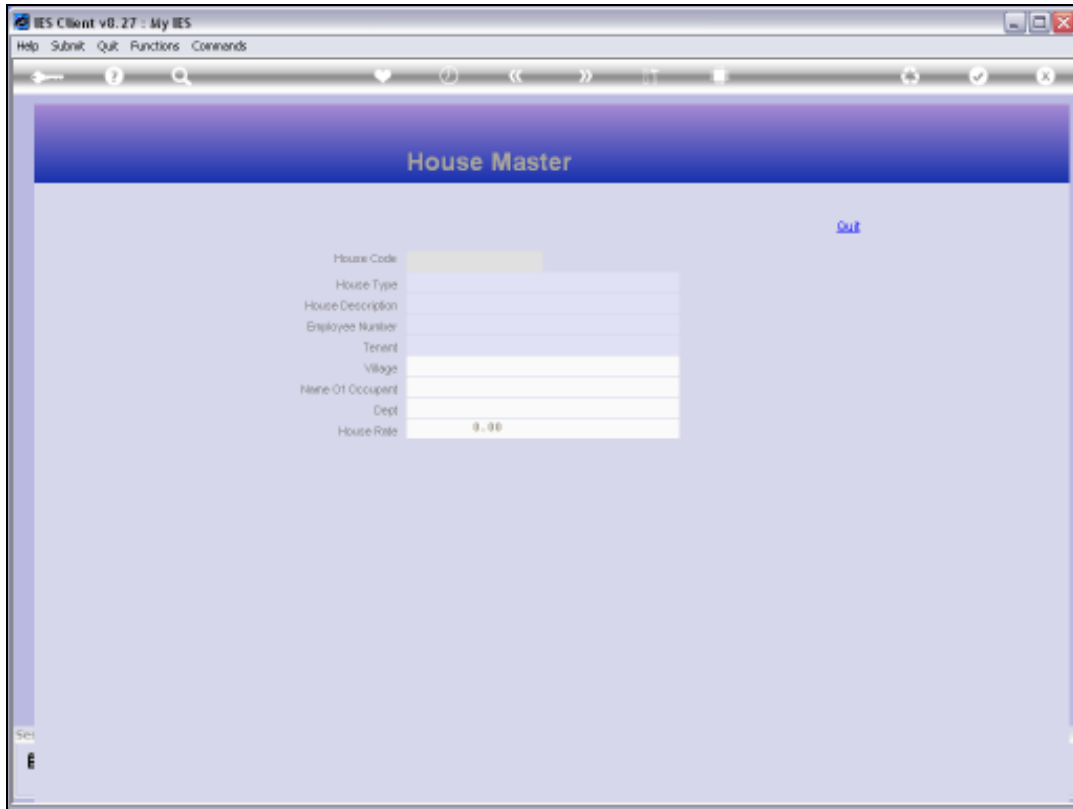 IES Client v8.27 : My IES
Help Submit Quit Functions Commands
House Master
Quit
House Code
House Type
House Description
Employee Number
Tenant
Village
Name Of Occupant
Dept
House Rate 0.00